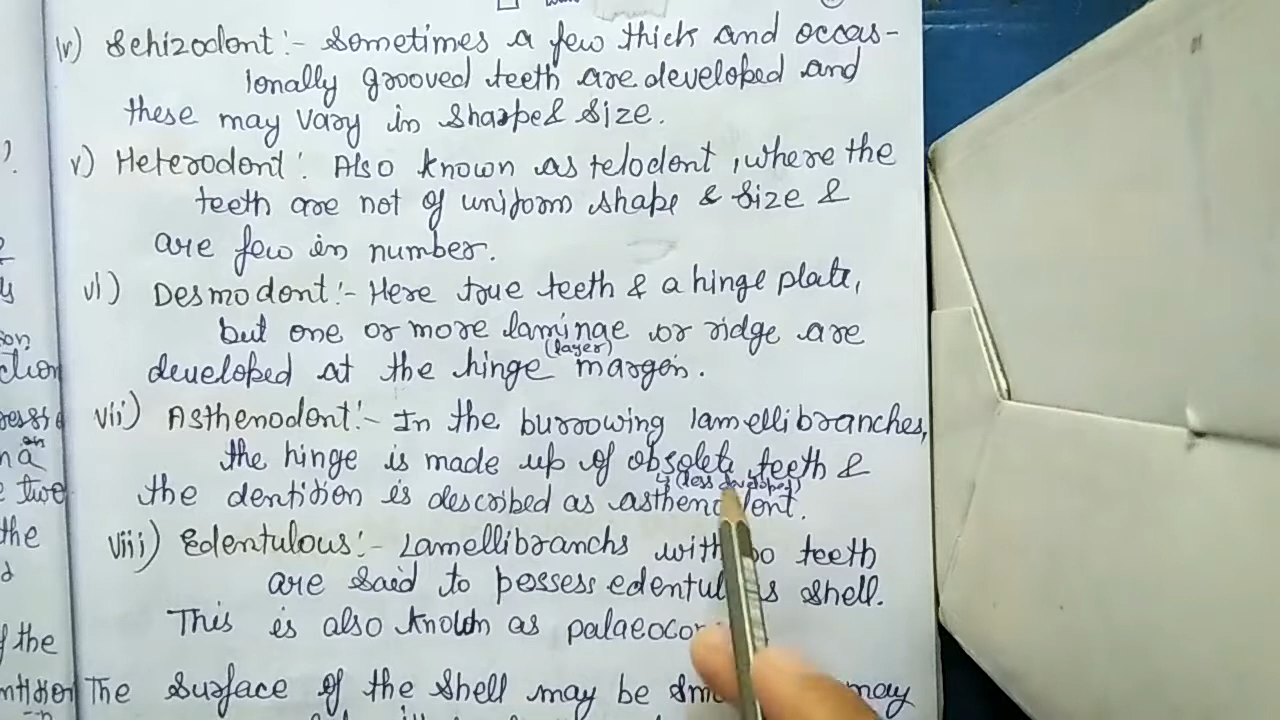 iv) Schizodont :- Sometimes a few thick and occas-
ionally grooved teeth are developed and
these may vary in sharpe & size.
v) Heterodont : Also known as telodont, where the
teeth are not of uniform shape & size &
are few in number.
vi) Desmodont :- Here true teeth & a hinge plate,
but one or more laminae or ridge are
(layer)
developed at the hinge margin.
vii) Asthenodont :- In the burrowing lamellibranches,
the hinge is made up of obsolete teeth &
(less developed)
the dentition is described as
viii) Edentulous :- Lamellibranchs with no teeth
are said to possess shell.
This is also known as
The surface of the shell may be may
the
the
two